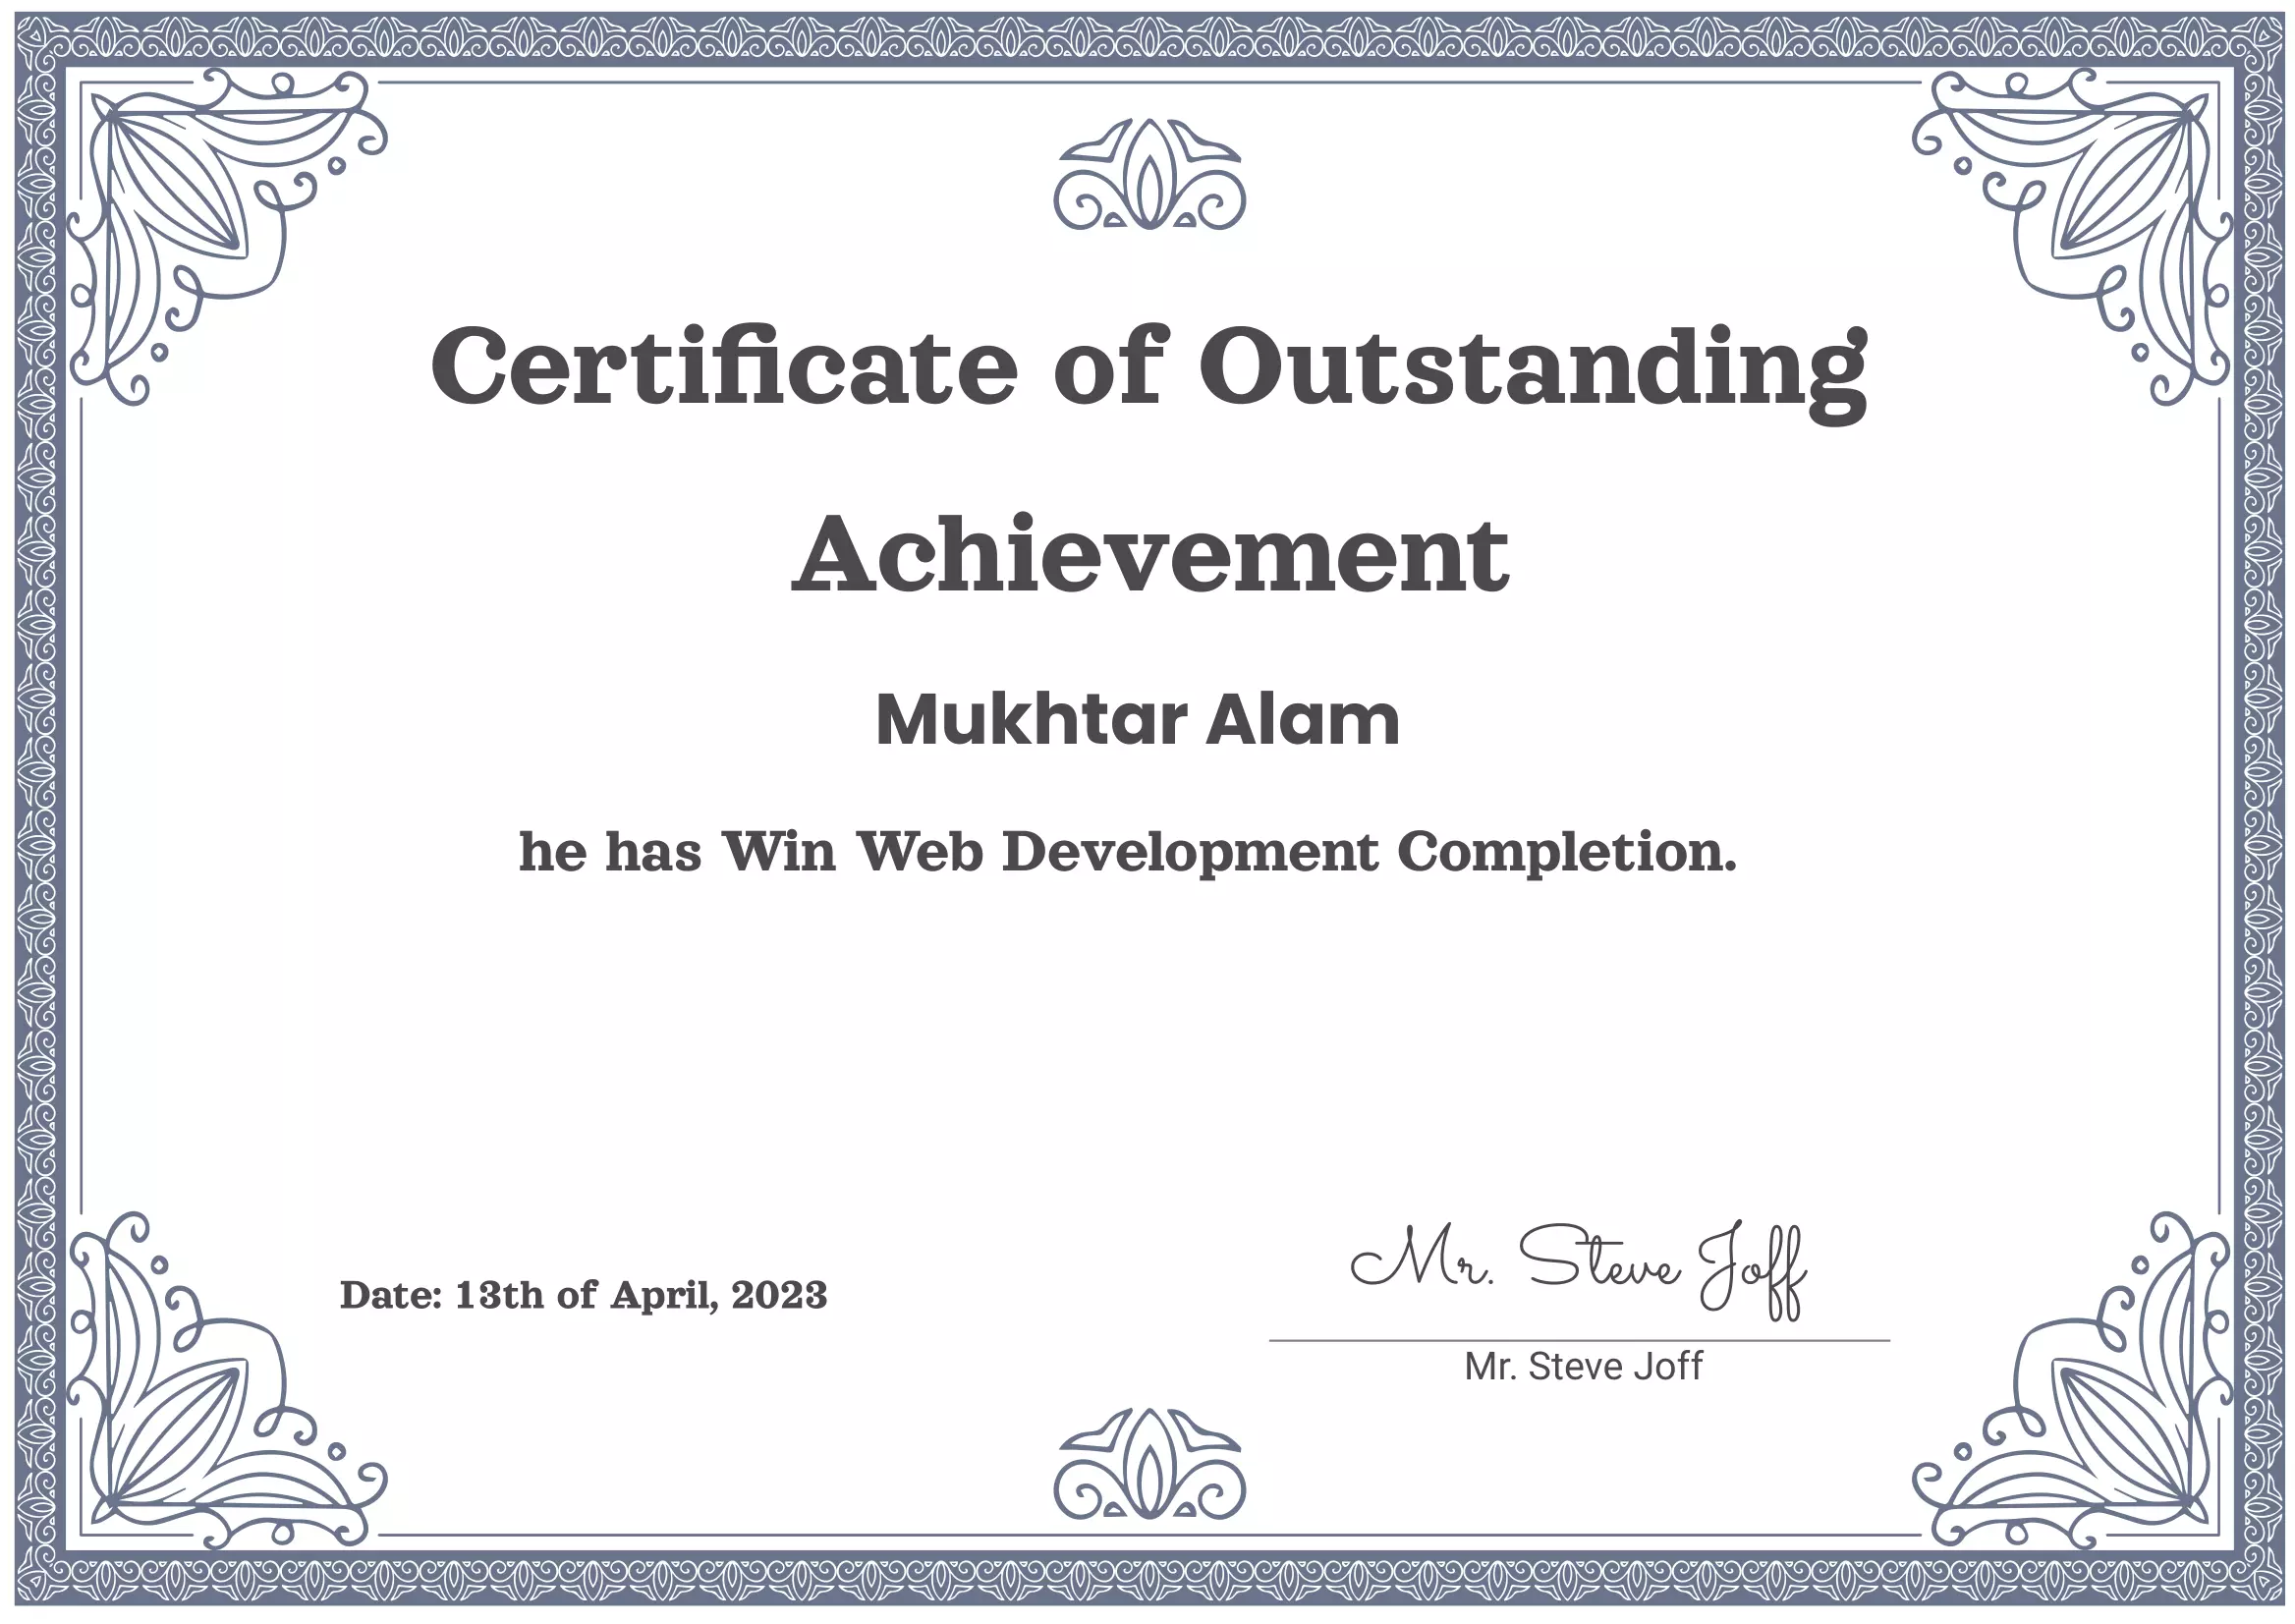 Certificate of Outstanding
Achievement
Mukhtar Alam
he has Win Web Development Completion.
Date: 13th of April, 2023
Mr. Steve Joff
Mr. Steve Joff